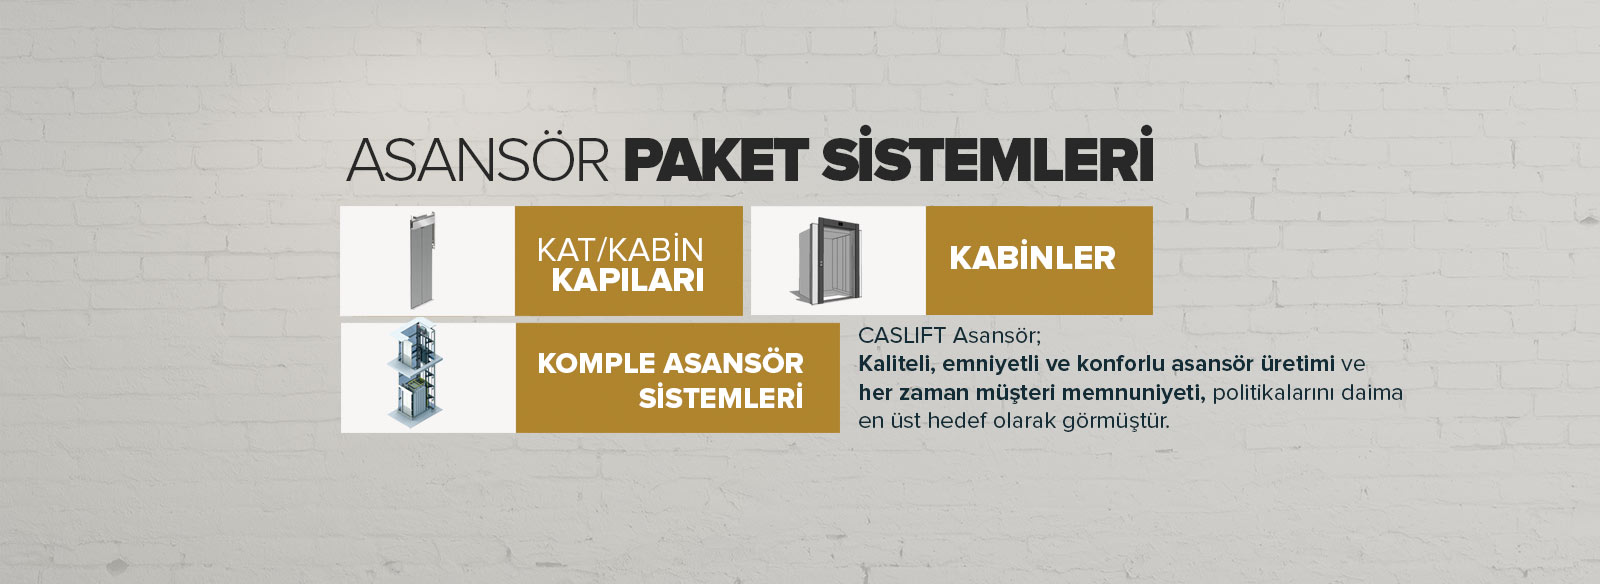 ASANSÖR PAKET SİSTEMLERİ
KAT/KABİN
KAPILARI
KABİNLER
KOMPLE ASANSÖR
SİSTEMLERİ
CASLIFT Asansör;
Kaliteli, emniyetli ve konforlu asansör üretimi ve
her zaman müşteri memnuniyeti, politikalarını daima
en üst hedef olarak görmüştür.